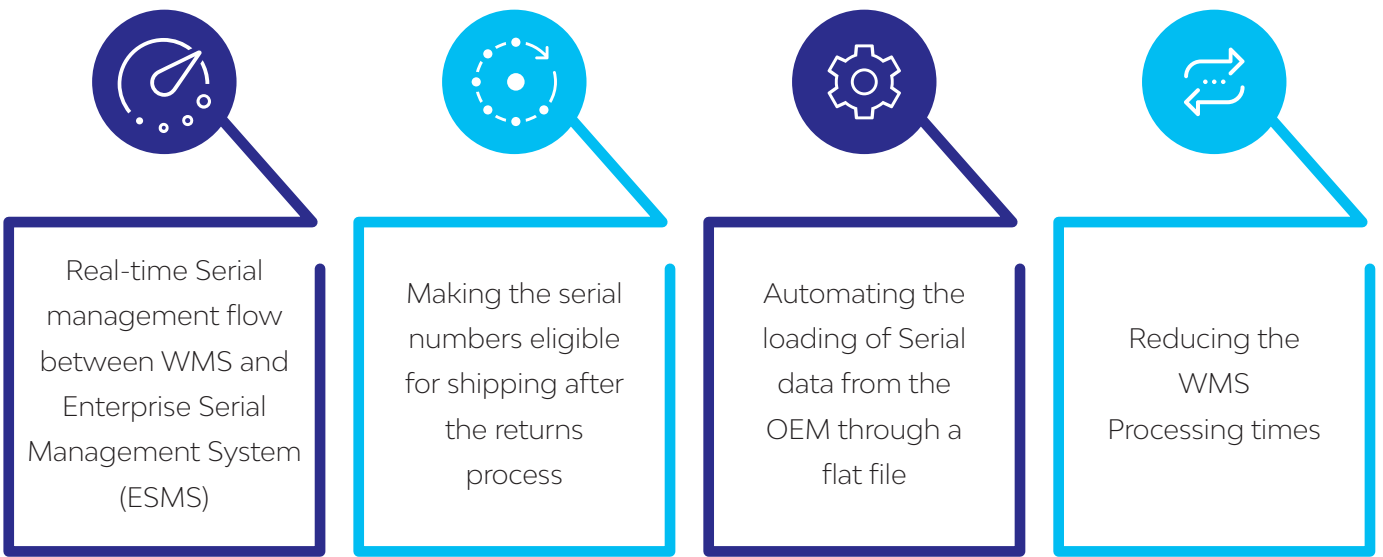 Real-time Serial
management flow
between WMS and
Enterprise Serial
Management System
(ESMS)
Making the serial
numbers eligible
for shipping after
the returns
process
Automating the
loading of Serial
data from the
OEM through a
flat file
Reducing the
WMS
Processing times